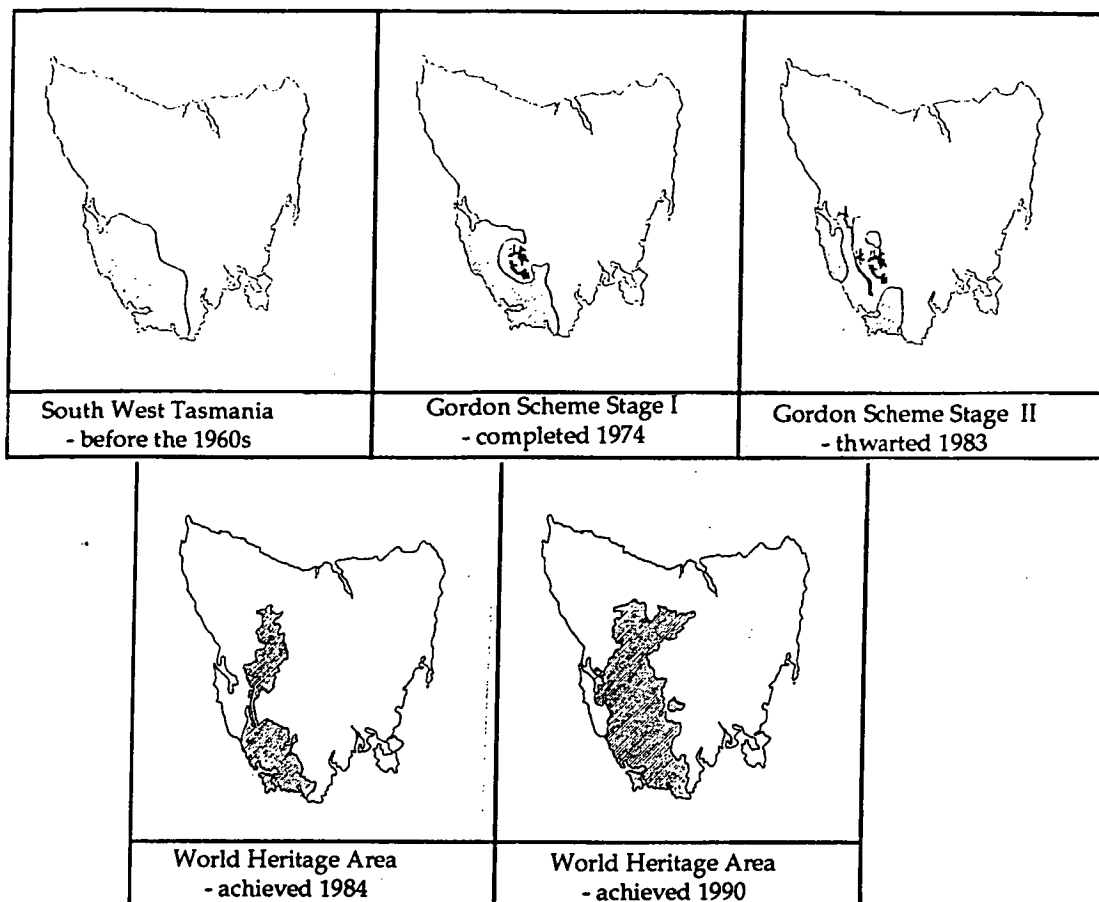 South West Tasmania
- before the 1960s
Gordon Scheme Stage I
- completed 1974
Gordon Scheme Stage II
- thwarted 1983
World Heritage Area
- achieved 1984
World Heritage Area
- achieved 1990